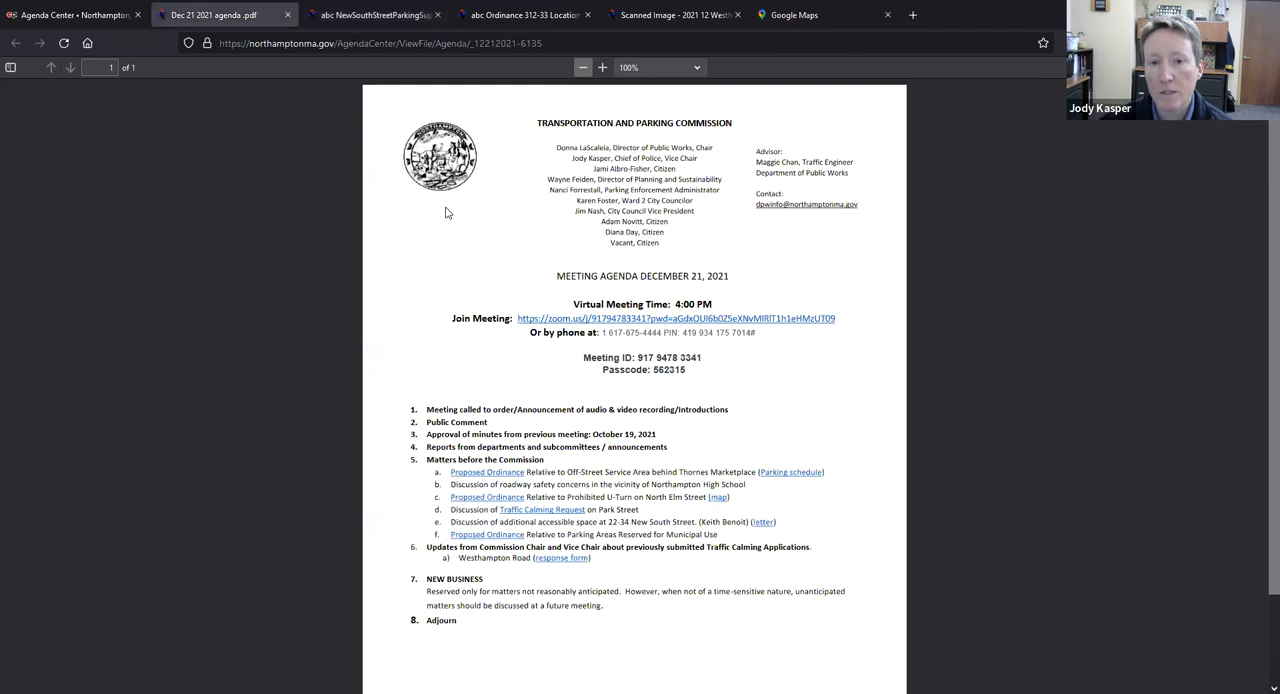 Agenda Center • Northampton,
Dec 21 2021 agenda .pdf
abc NewSouthStreetParkingSup
abc Ordinance 312-33 Location
Scanned Image - 2021 12 Westh
Google Maps
https://northamptonma.gov/AgendaCenter/ViewFile/Agenda/_12212021-6135
1 of 1
100%
Jody Kasper
NORTHAMPTON
TRANSPORTATION AND PARKING COMMISSION
Donna LaScaleia, Director of Public Works, Chair
Jody Kasper, Chief of Police, Vice Chair
Jami Albro-Fisher, Citizen
Wayne Feiden, Director of Planning and Sustainability
Nanci Forrestall, Parking Enforcement Administrator
Karen Foster, Ward 2 City Councilor
Jim Nash, City Council Vice President
Adam Novitt, Citizen
Diana Day, Citizen
Vacant, Citizen
Advisor:
Maggie Chan, Traffic Engineer
Department of Public Works
Contact:
dpwinfo@northamptonma.gov
MEETING AGENDA DECEMBER 21, 2021
Virtual Meeting Time: 4:00 PM
Join Meeting: https://zoom.us/j/91794783341?pwd=aGdxOUl6b0Z5eXNvMlRIT1h1eHMzUT09
Or by phone at: 1 617-675-4444 PIN: 419 934 175 7014#
Meeting ID: 917 9478 3341
Passcode: 562315
1. Meeting called to order/Announcement of audio & video recording/Introductions
2. Public Comment
3. Approval of minutes from previous meeting: October 19, 2021
4. Reports from departments and subcommittees / announcements
5. Matters before the Commission
a. Proposed Ordinance Relative to Off-Street Service Area behind Thornes Marketplace (Parking schedule)
b. Discussion of roadway safety concerns in the vicinity of Northampton High School
c. Proposed Ordinance Relative to Prohibited U-Turn on North Elm Street (map)
d. Discussion of Traffic Calming Request on Park Street
e. Discussion of additional accessible space at 22-34 New South Street. (Keith Benoit) (letter)
f. Proposed Ordinance Relative to Parking Areas Reserved for Municipal Use
6. Updates from Commission Chair and Vice Chair about previously submitted Traffic Calming Applications.
a) Westhampton Road (response form)
7. NEW BUSINESS
Reserved only for matters not reasonably anticipated. However, when not of a time-sensitive nature, unanticipated
matters should be discussed at a future meeting.
8. Adjourn